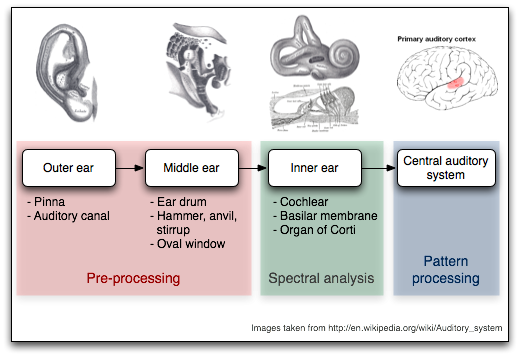 Primary auditory cortex
Outer ear
Middle ear
Inner ear
Central auditory
system
- Pinna
- Auditory canal
- Ear drum
- Hammer, anvil,
stirrup
- Oval window
- Cochlear
- Basilar membrane
- Organ of Corti
Pre-processing
Spectral analysis
Pattern
processing
Images taken from http://en.wikipedia.org/wiki/Auditory_system